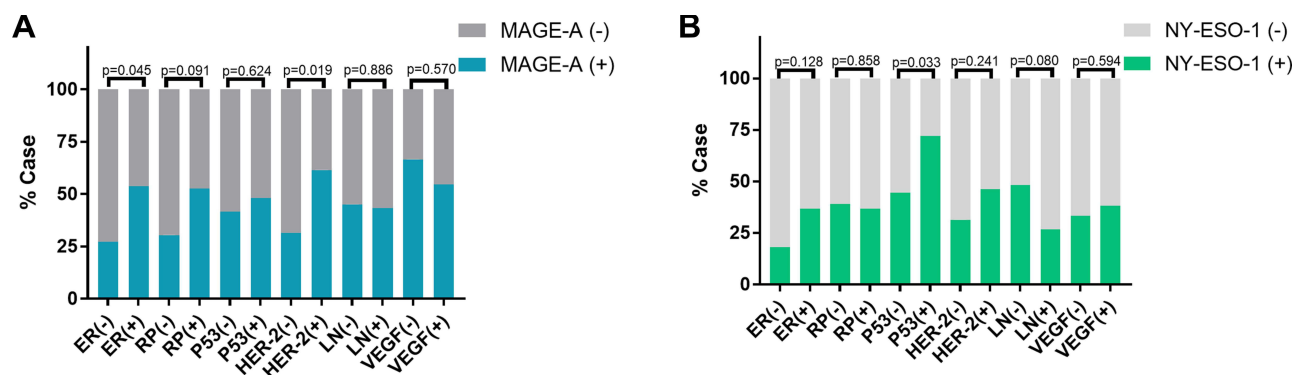 A
MAGE-A (-)
MAGE-A (+)
p=0.045 p=0.091 p=0.624 p=0.019 p=0.886 p=0.570
100
75
50
25
0
% Case
ER(-) ER(+) RP(-) RP(+) P53(-) P53(+) HER-2(-) HER-2(+) LN(-) LN(+) VEGF(-) VEGF(+)
B
NY-ESO-1 (-)
NY-ESO-1 (+)
p=0.128 p=0.858 p=0.033 p=0.241 p=0.080 p=0.594
100
75
50
25
0
% Case
ER(-) ER(+) RP(-) RP(+) P53(-) P53(+) HER-2(-) HER-2(+) LN(-) LN(+) VEGF(-) VEGF(+)